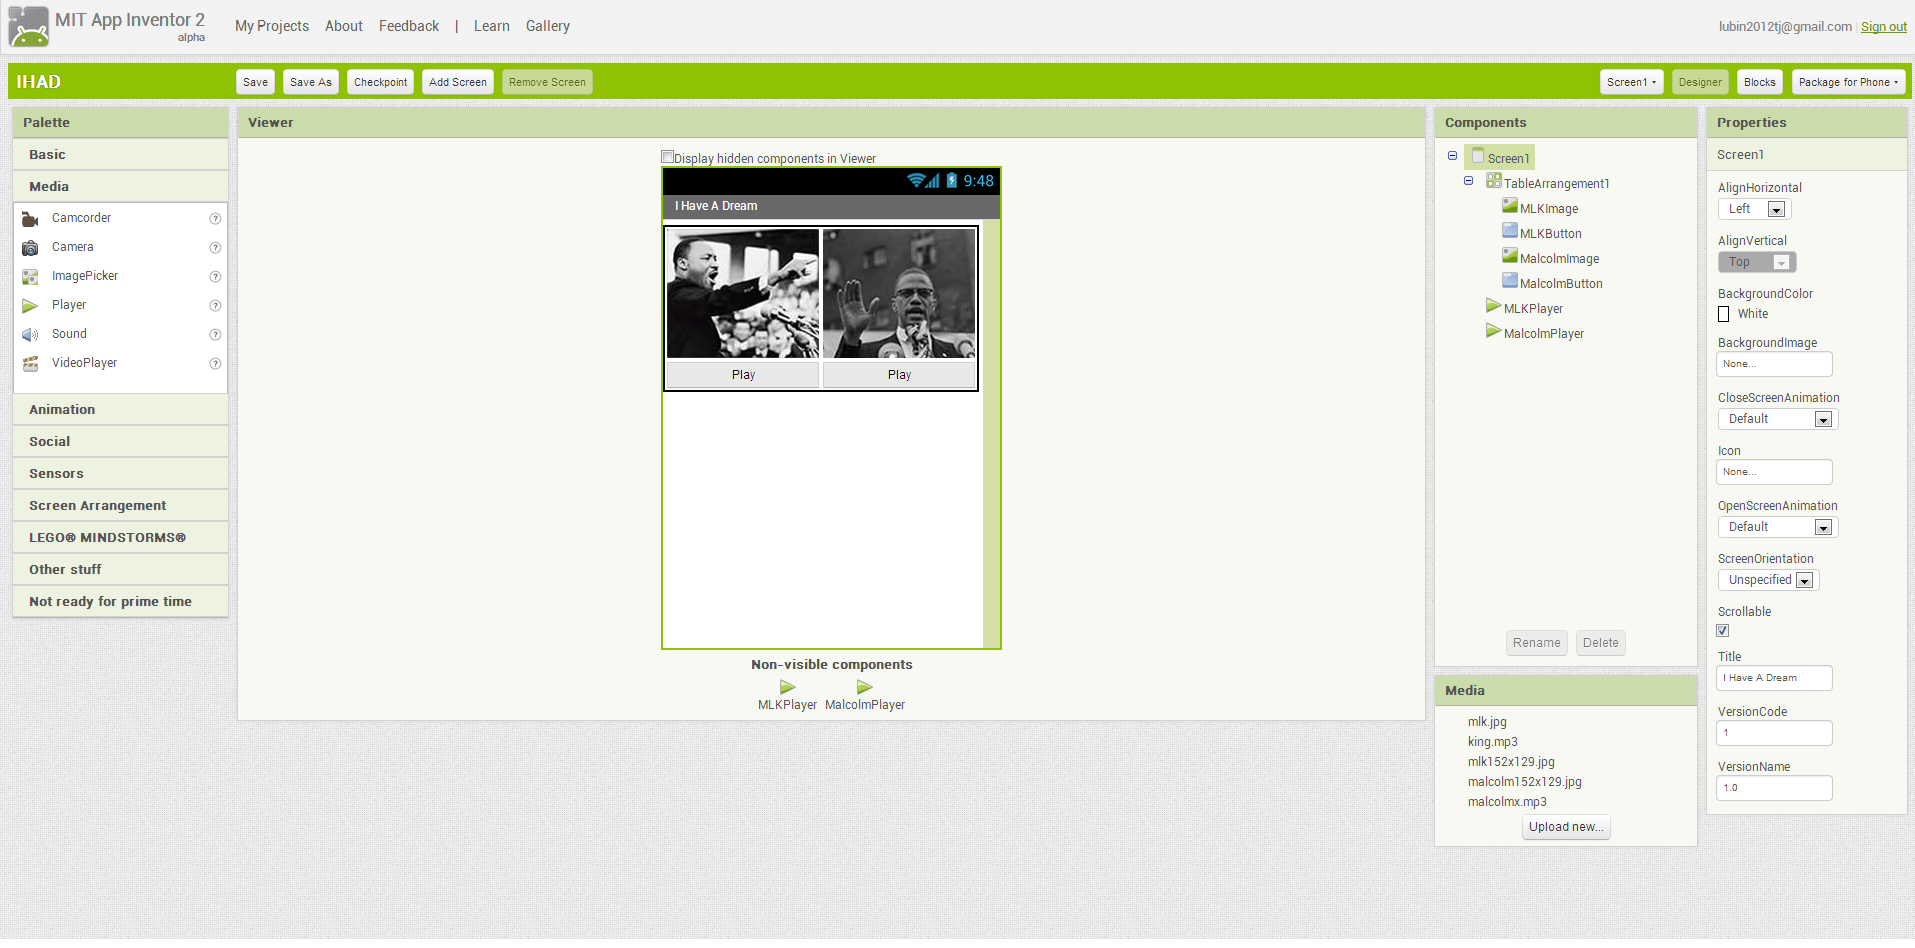 MIT App Inventor 2
alpha
My Projects About Feedback | Learn Gallery
lubin2012tj@gmail.com | Sign out
IHAD
Save Save As Checkpoint Add Screen Remove Screen
Screen1 Designer Blocks Package for Phone
Palette
Basic
Media
Camcorder ?
Camera ?
ImagePicker ?
Player ?
Sound ?
VideoPlayer ?
Animation
Social
Sensors
Screen Arrangement
LEGO® MINDSTORMS®
Other stuff
Not ready for prime time
Viewer
Display hidden components in Viewer
9:48
I Have A Dream
Play Play
Non-visible components
MLKPlayer MalcolmPlayer
Components
Screen1
TableArrangement1
MLKImage
MLKButton
MalcolmImage
MalcolmButton
MLKPlayer
MalcolmPlayer
Rename Delete
Media
mlk.jpg
king.mp3
mlk152x129.jpg
malcolm152x129.jpg
malcolmx.mp3
Upload new...
Properties
Screen1
AlignHorizontal
Left
AlignVertical
Top
BackgroundColor
White
BackgroundImage
None...
CloseScreenAnimation
Default
Icon
None...
OpenScreenAnimation
Default
ScreenOrientation
Unspecified
Scrollable
Title
I Have A Dream
VersionCode
1
VersionName
1.0